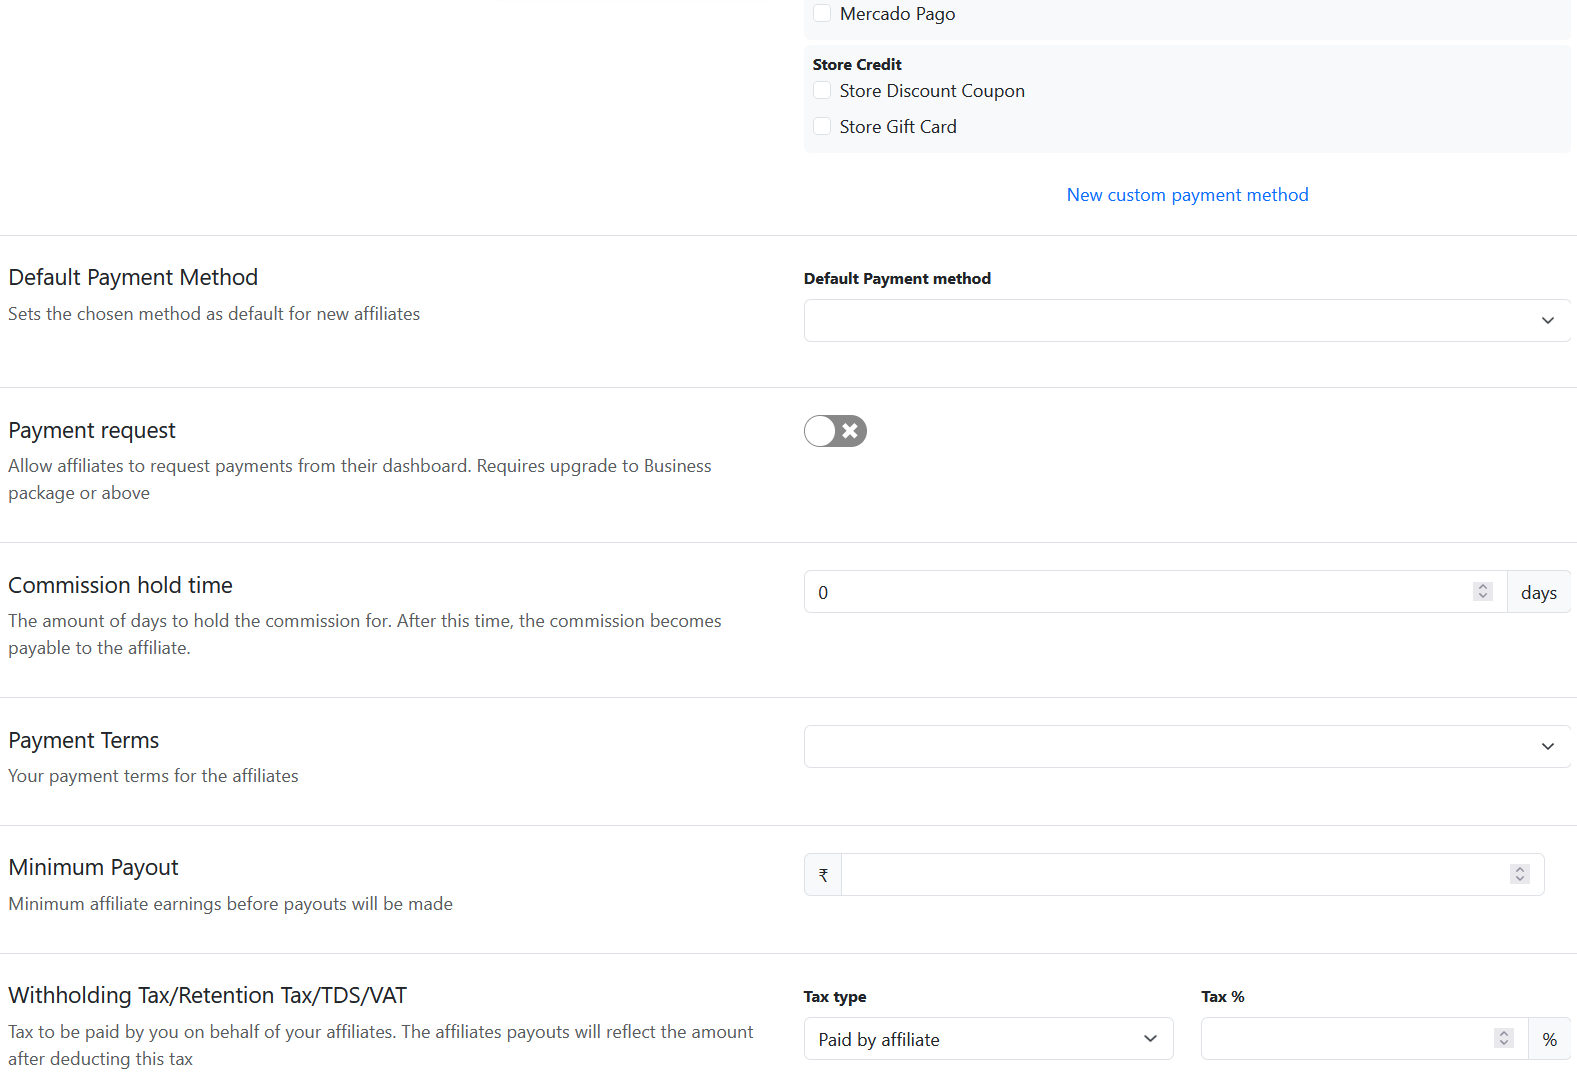 Mercado Pago
Store Credit
Store Discount Coupon
Store Gift Card
New custom payment method
Default Payment Method
Sets the chosen method as default for new affiliates
Default Payment method
Payment request
Allow affiliates to request payments from their dashboard. Requires upgrade to Business
package or above
Commission hold time
The amount of days to hold the commission for. After this time, the commission becomes
payable to the affiliate.
0
days
Payment Terms
Your payment terms for the affiliates
Minimum Payout
Minimum affiliate earnings before payouts will be made
₹
Withholding Tax/Retention Tax/TDS/VAT
Tax to be paid by you on behalf of your affiliates. The affiliates payouts will reflect the amount
after deducting this tax
Tax type
Paid by affiliate
Tax %
%